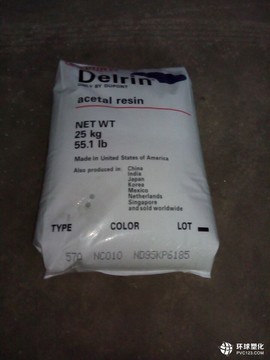 Delrin
acetal resin
NET WT
25 kg
55.1 lb
Made in United States of America
Also produced in: China
India
Japan
Korea
Mexico
Netherlands
Singapore
and sold worldwide
TYPE COLOR LOT
570 NC010 ND95KP6185
环球塑化
PVC123.COM